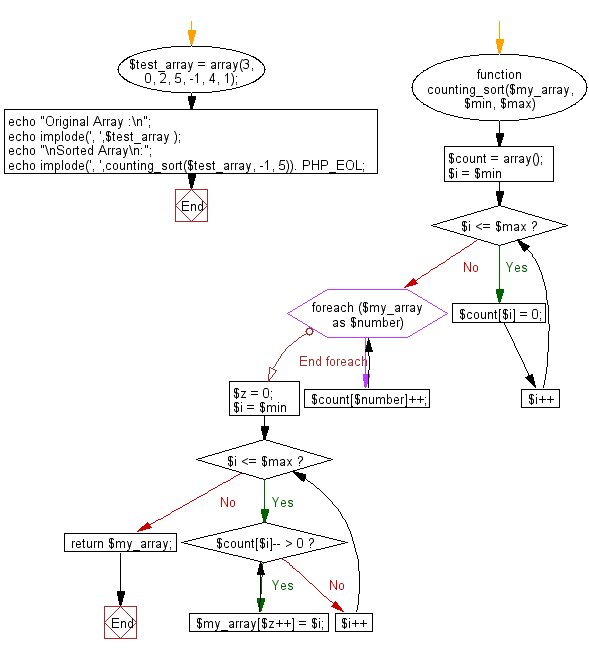 $test_array = array(3,
0, 2, 5, -1, 4, 1);
echo "Original Array :\n";
echo implode(', ',$test_array );
echo "\nSorted Array\n:";
echo implode(', ',counting_sort($test_array, -1, 5)). PHP_EOL;
End
function
counting_sort($my_array,
$min, $max)
$count = array();
$i = $min
$i <= $max ?
No
Yes
foreach ($my_array
as $number)
$count[$i] = 0;
End foreach
$z = 0;
$i = $min
$count[$number]++;
$i++
$i <= $max ?
No
Yes
return $my_array;
$count[$i]-- > 0 ?
Yes
No
End
$my_array[$z++] = $i;
$i++